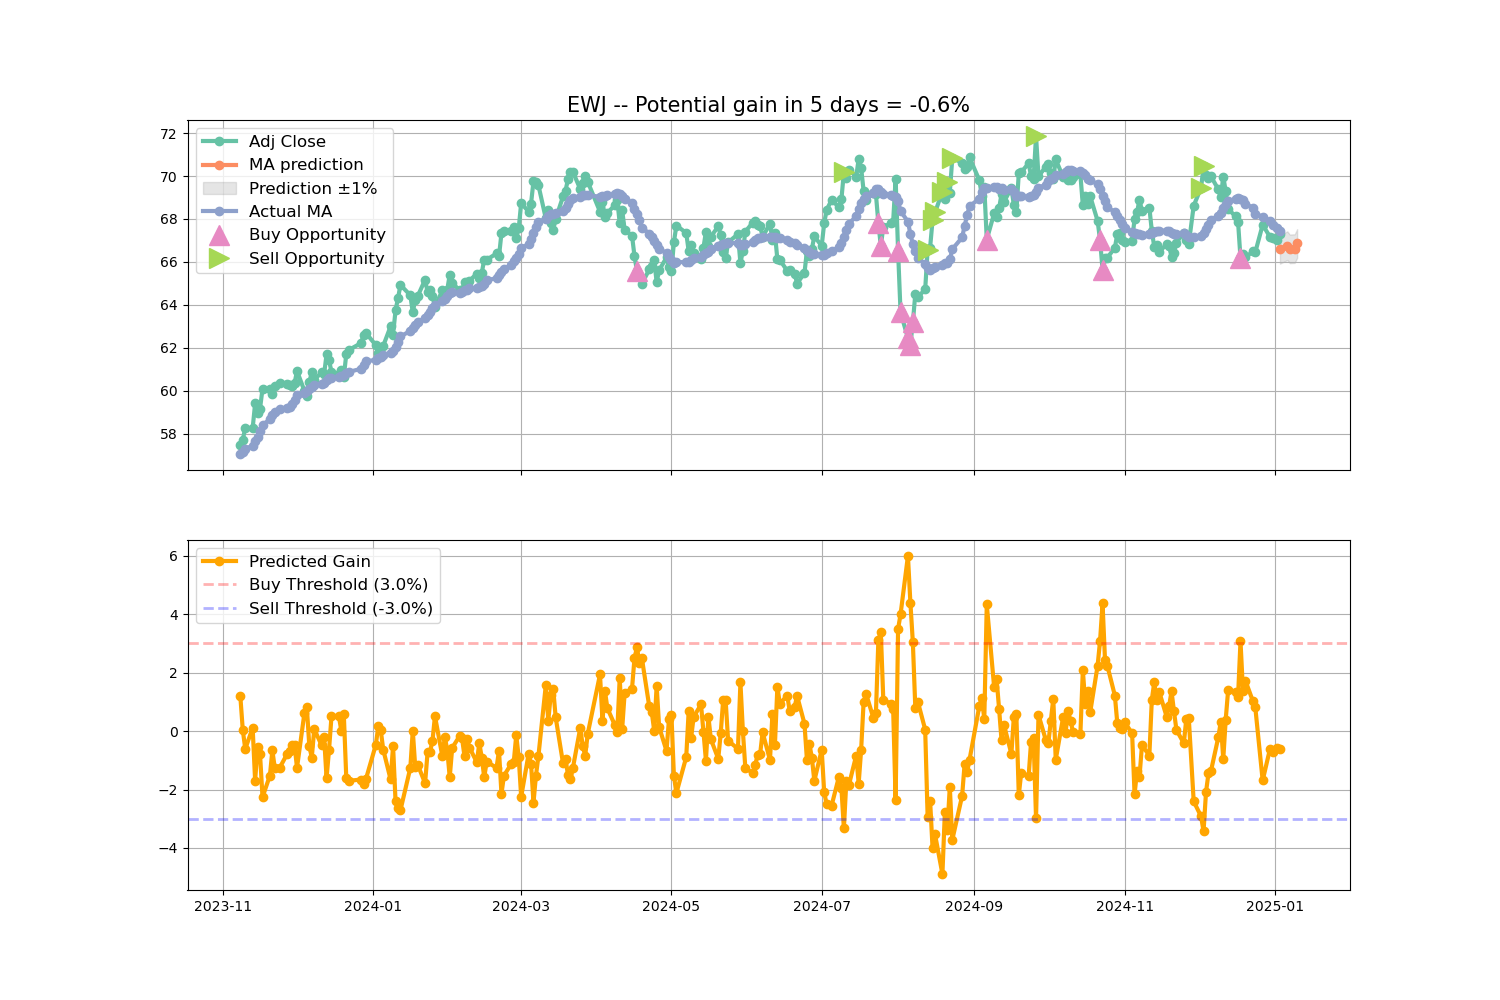 EWJ -- Potential gain in 5 days = -0.6%
72
70
68
66
64
62
60
58
Adj Close
MA prediction
Prediction ±1%
Actual MA
Buy Opportunity
Sell Opportunity
6
4
2
0
−2
−4
Predicted Gain
Buy Threshold (3.0%)
Sell Threshold (-3.0%)
2023-11
2024-01
2024-03
2024-05
2024-07
2024-09
2024-11
2025-01